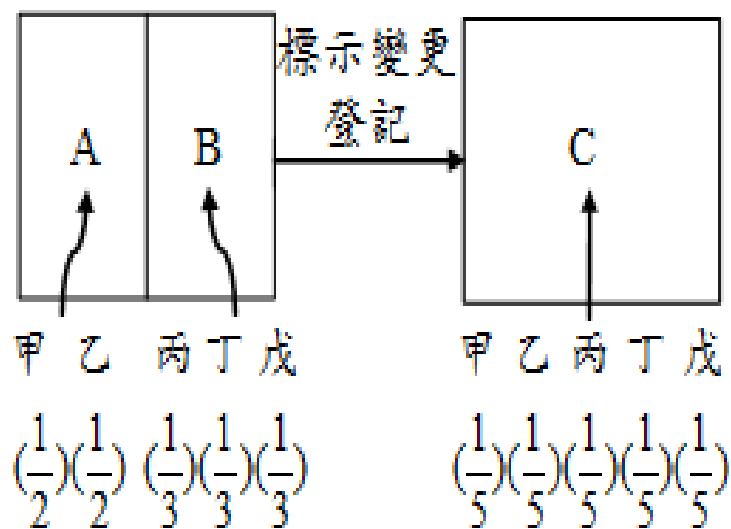 標示變更
登記
A B C
甲 乙 丙 丁 戊 甲 乙 丙 丁 戊
(1/2)(1/2) (1/3)(1/3)(1/3) (1/5)(1/5)(1/5)(1/5)(1/5)